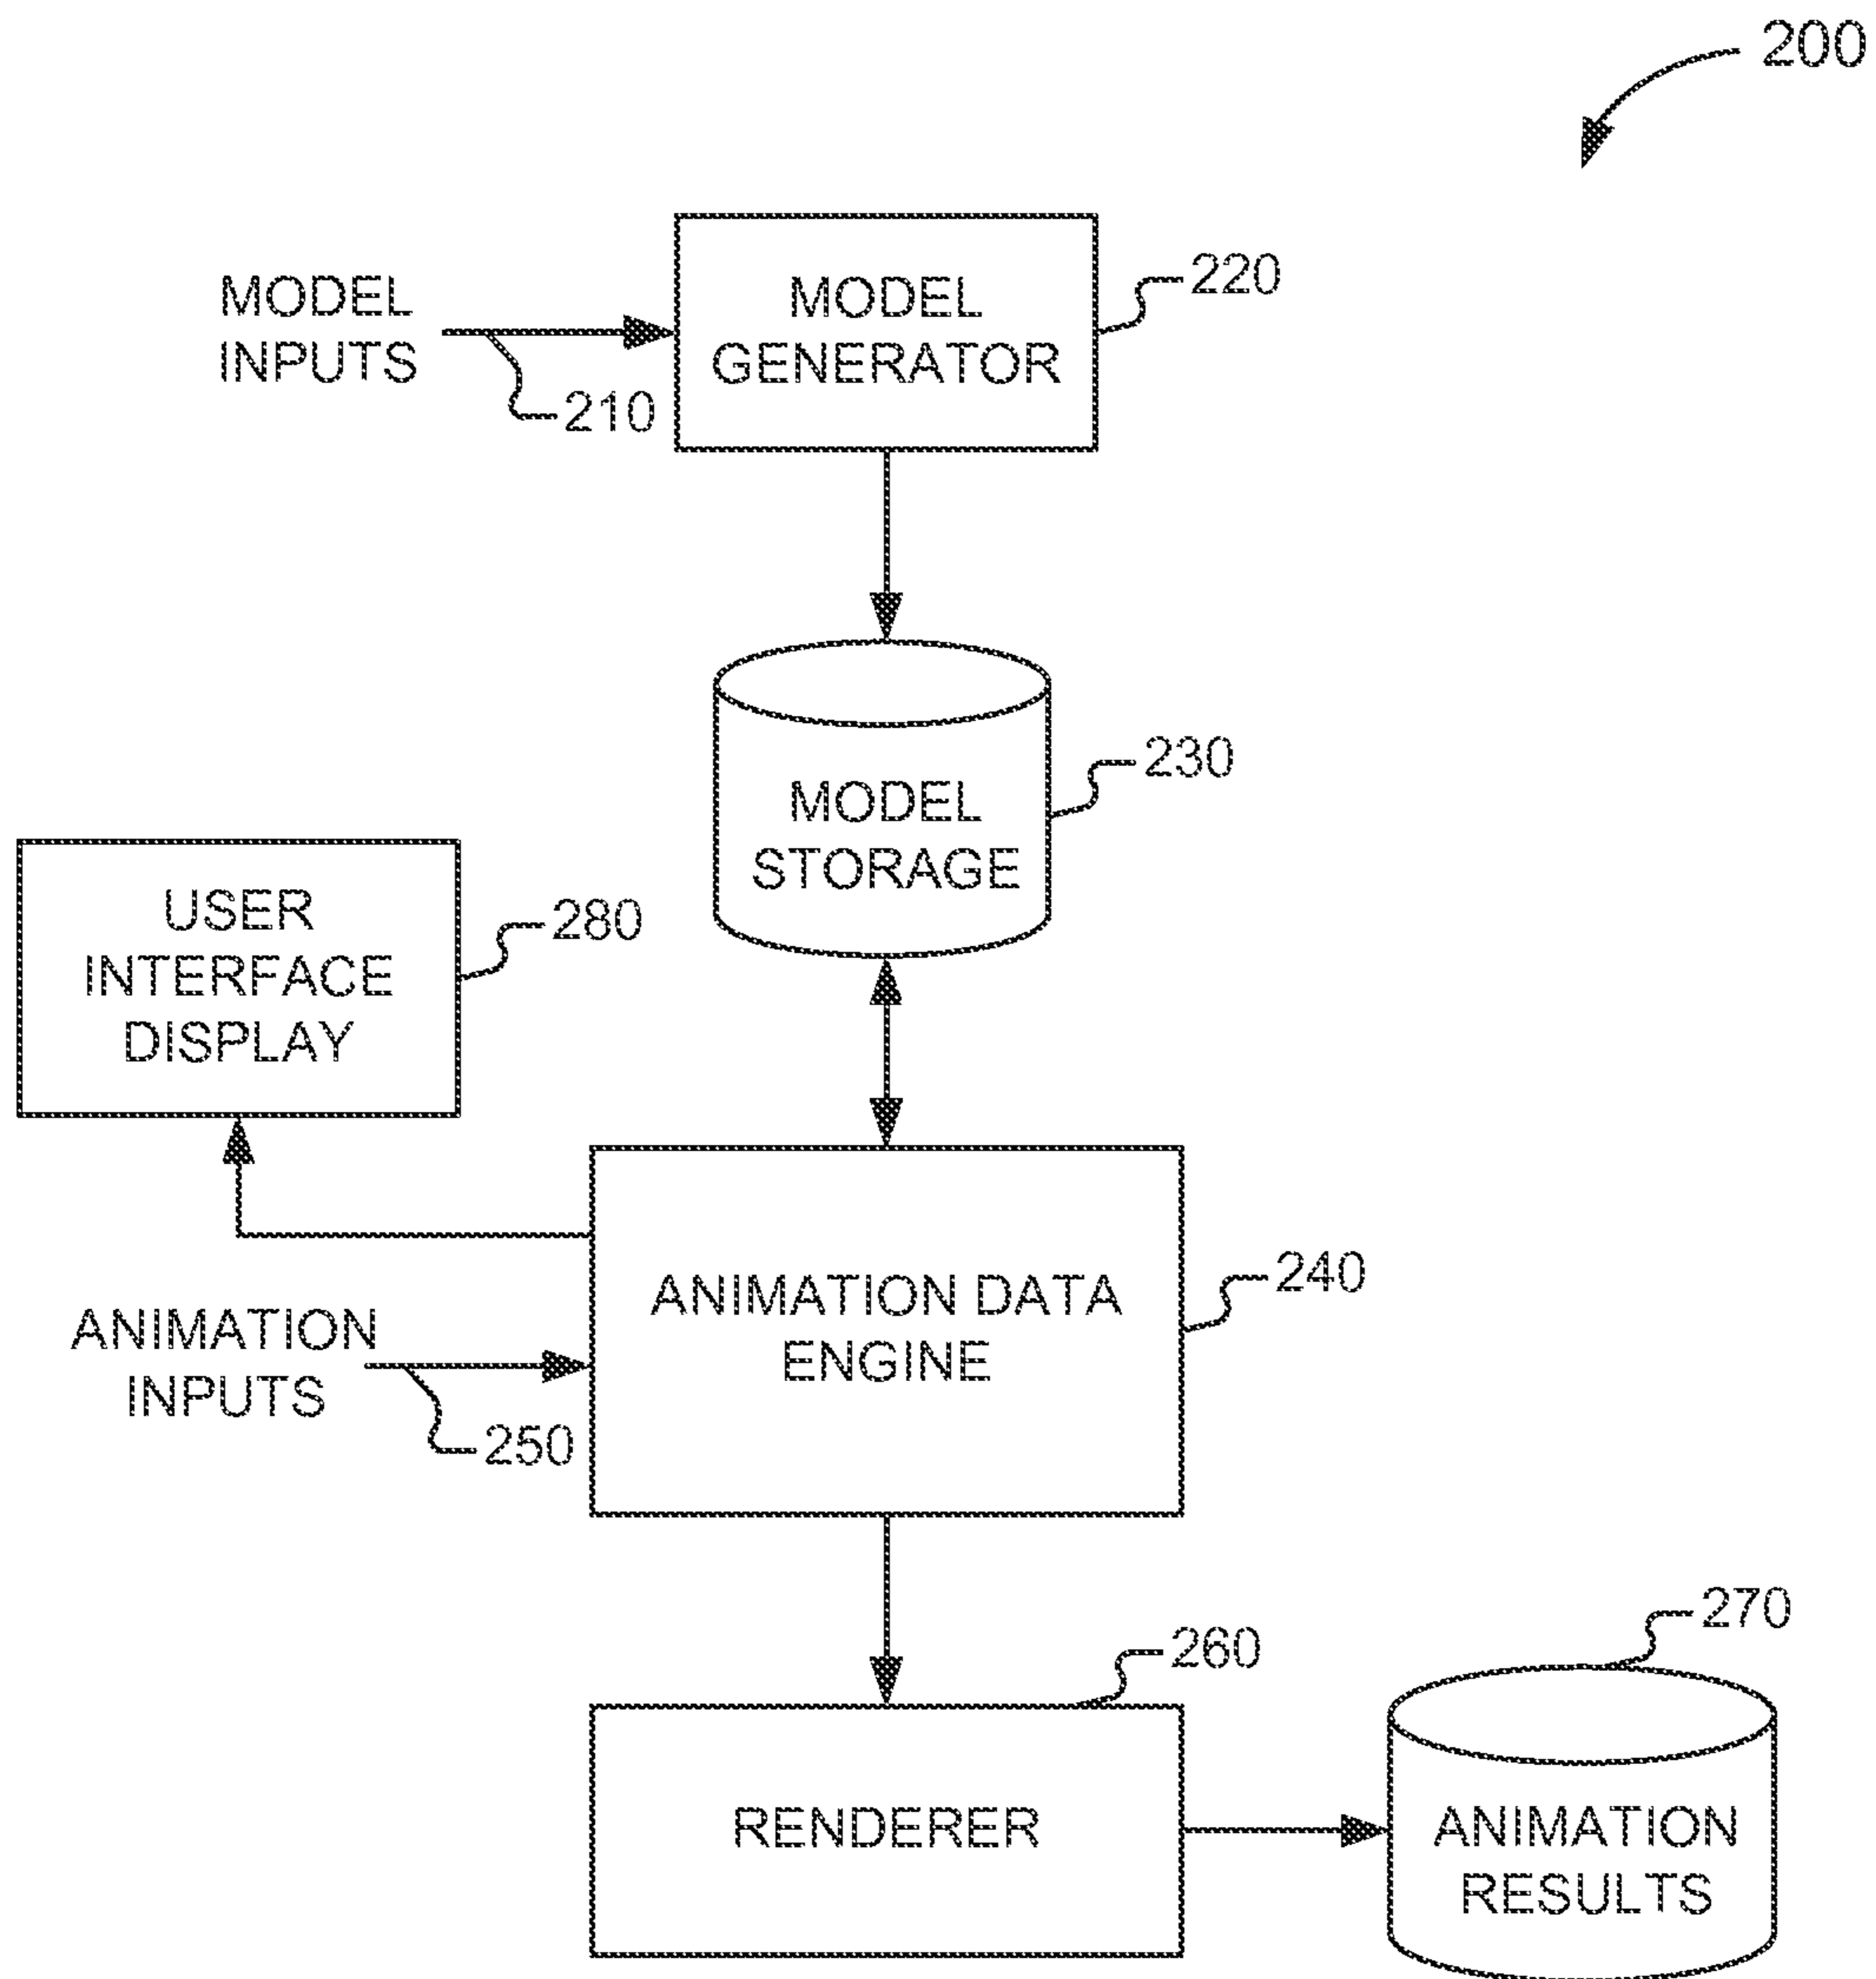 200
MODEL
INPUTS
210
MODEL
GENERATOR
220
MODEL
STORAGE
230
USER
INTERFACE
DISPLAY
280
ANIMATION DATA
ENGINE
240
ANIMATION
INPUTS
250
RENDERER
260
ANIMATION
RESULTS
270